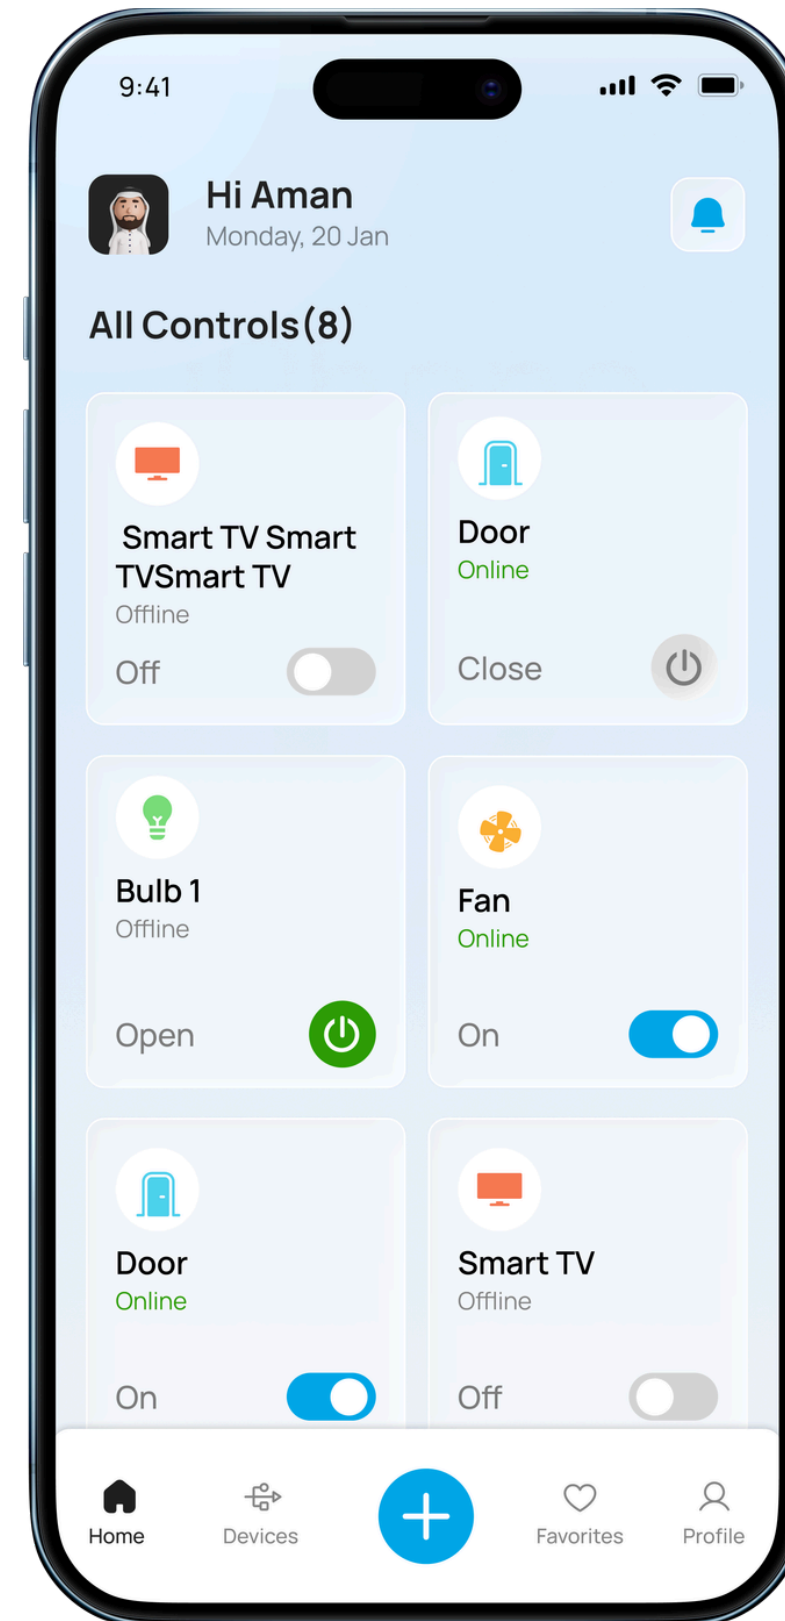 9:41
Hi Aman
Monday, 20 Jan
All Controls(8)
Smart TV Smart
TVSmart TV
Offline
Off
Door
Online
Close
Bulb 1
Offline
Open
Fan
Online
On
Door
Online
On
Smart TV
Offline
Off
Home
Devices
Favorites
Profile